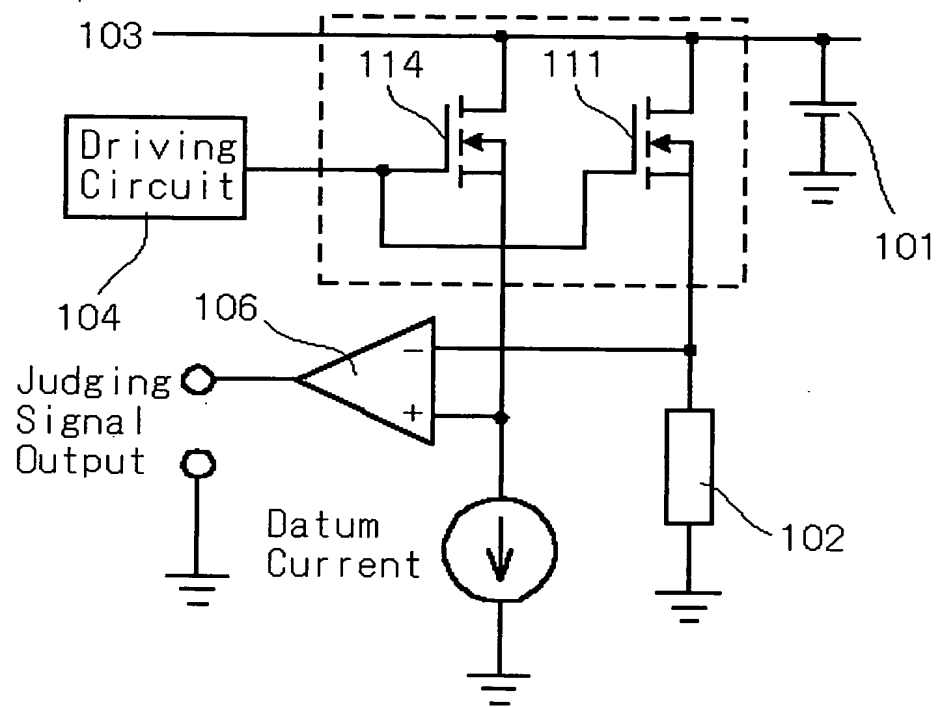 103
114
111
Driving
Circuit
101
104
106
−
+
Judging
Signal
Output
Datum
Current
102